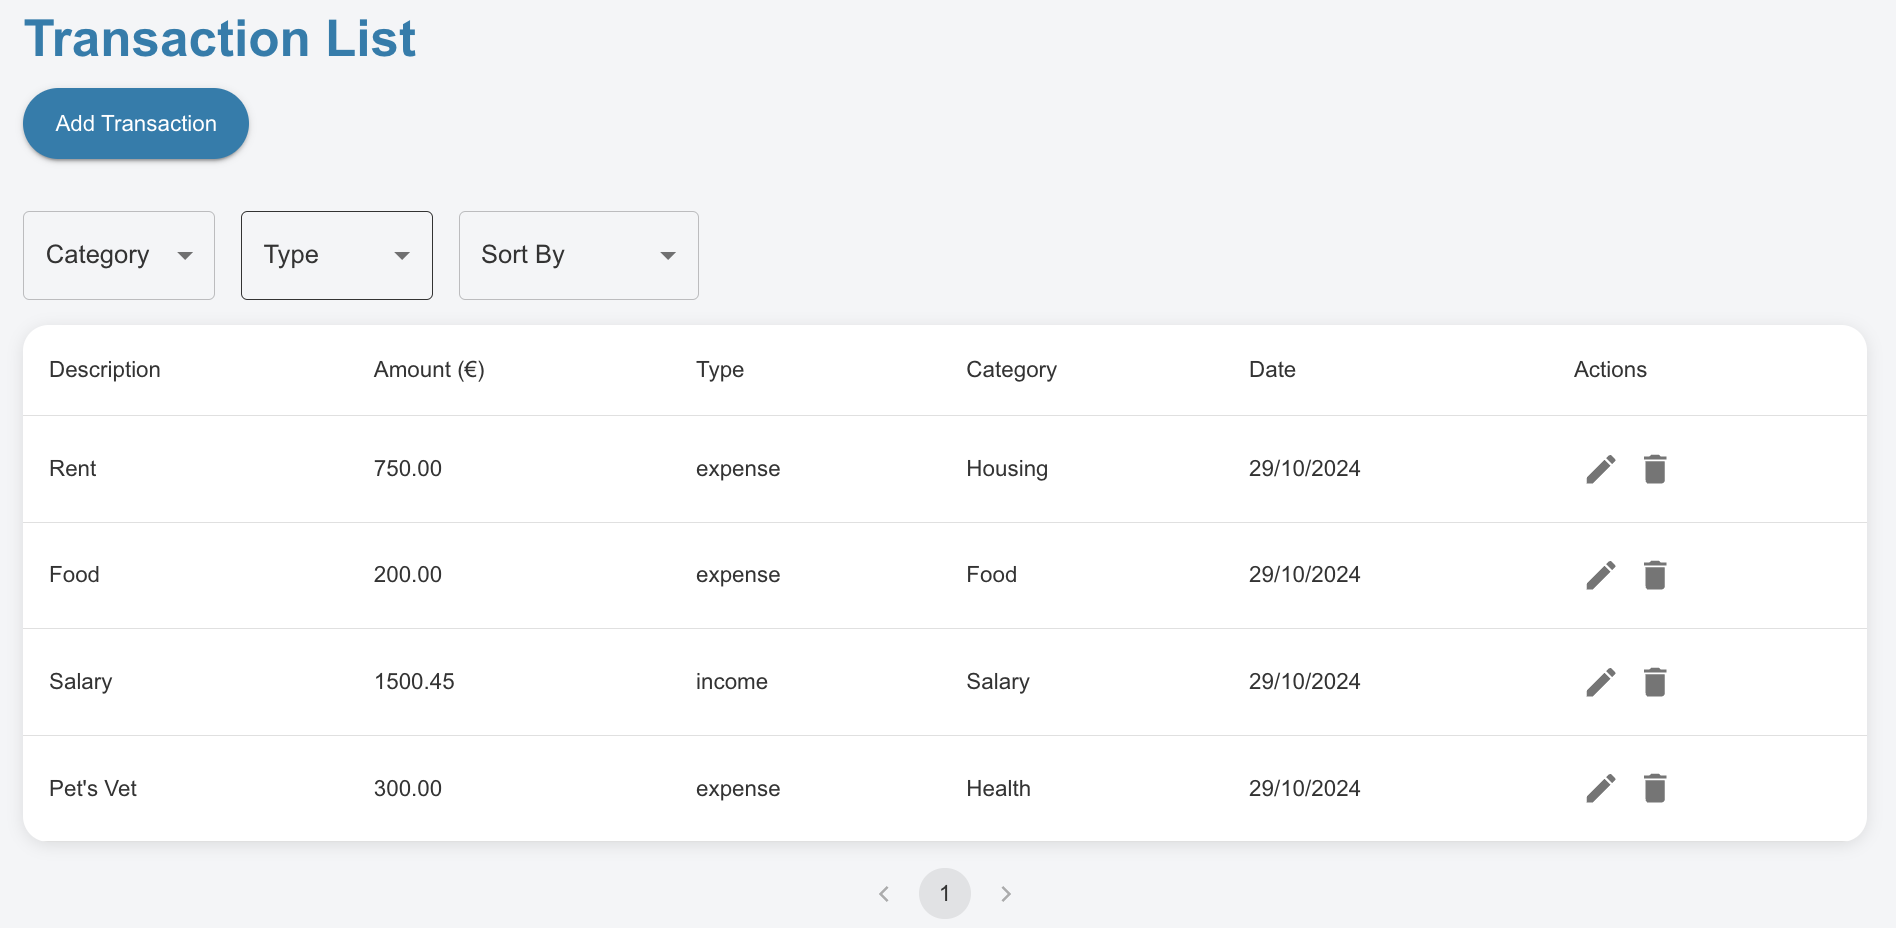 Transaction List
Add Transaction
Category Type Sort By
Description Amount (€) Type Category Date Actions
Rent 750.00 expense Housing 29/10/2024
Food 200.00 expense Food 29/10/2024
Salary 1500.45 income Salary 29/10/2024
Pet's Vet 300.00 expense Health 29/10/2024
1